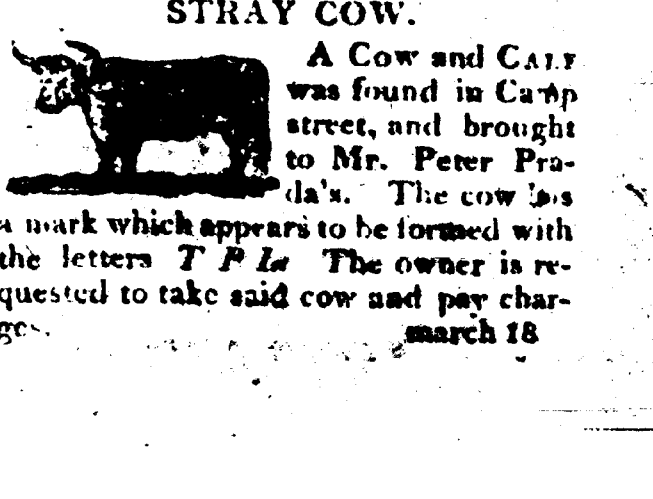 STRAY COW.
A Cow and CALF
was found in Camp
street, and brought
to Mr. Peter Pra-
da's. The cow has
a mark which appears to be formed with
the letters T P The owner is re-
quested to take said cow and pay char-
ges.
march 18